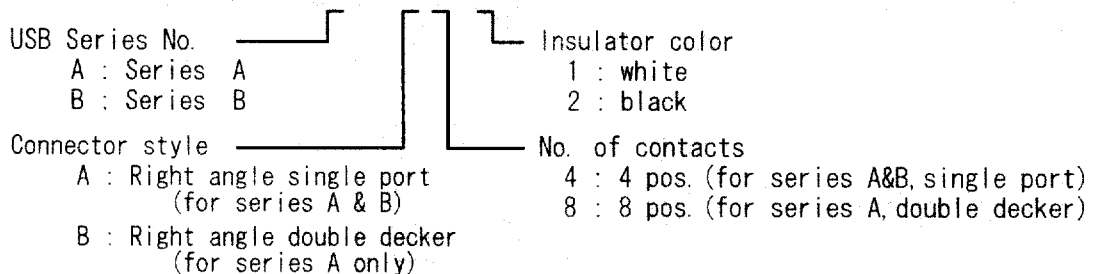 USB Series No.
A : Series A
B : Series B
Connector style
A : Right angle single port
(for series A & B)
B : Right angle double decker
(for series A only)
Insulator color
1 : white
2 : black
No. of contacts
4 : 4 pos. (for series A&B, single port)
8 : 8 pos. (for series A, double decker)